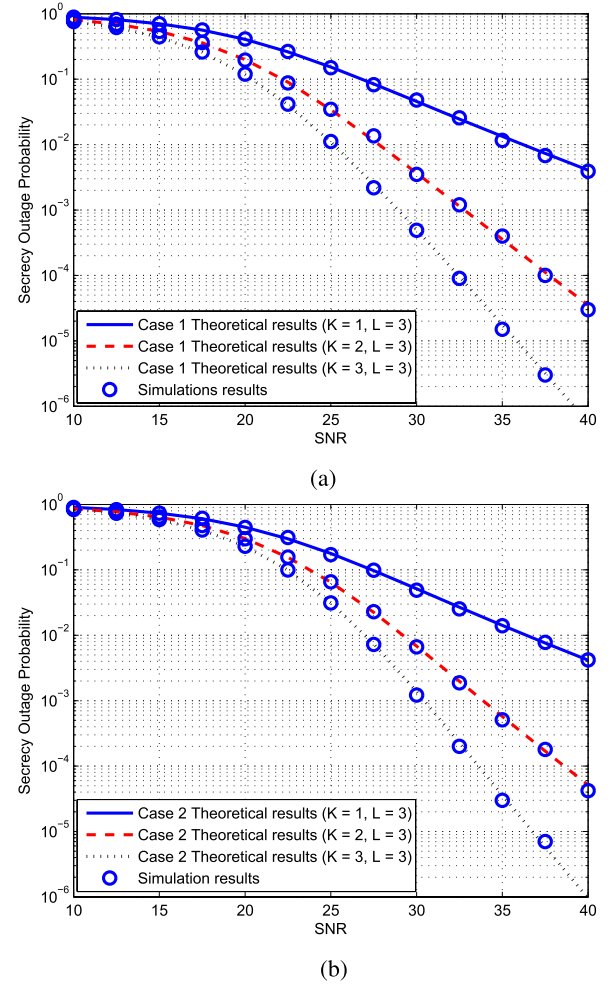 10^0
10^-1
10^-2
10^-3
10^-4
10^-5
10^-6
Secrecy Outage Probability
Case 1 Theoretical results (K = 1, L = 3)
Case 1 Theoretical results (K = 2, L = 3)
Case 1 Theoretical results (K = 3, L = 3)
Simulations results
10 15 20 25 30 35 40
SNR
(a)
10^0
10^-1
10^-2
10^-3
10^-4
10^-5
10^-6
Secrecy Outage Probability
Case 2 Theoretical results (K = 1, L = 3)
Case 2 Theoretical results (K = 2, L = 3)
Case 2 Theoretical results (K = 3, L = 3)
Simulation results
10 15 20 25 30 35 40
SNR
(b)